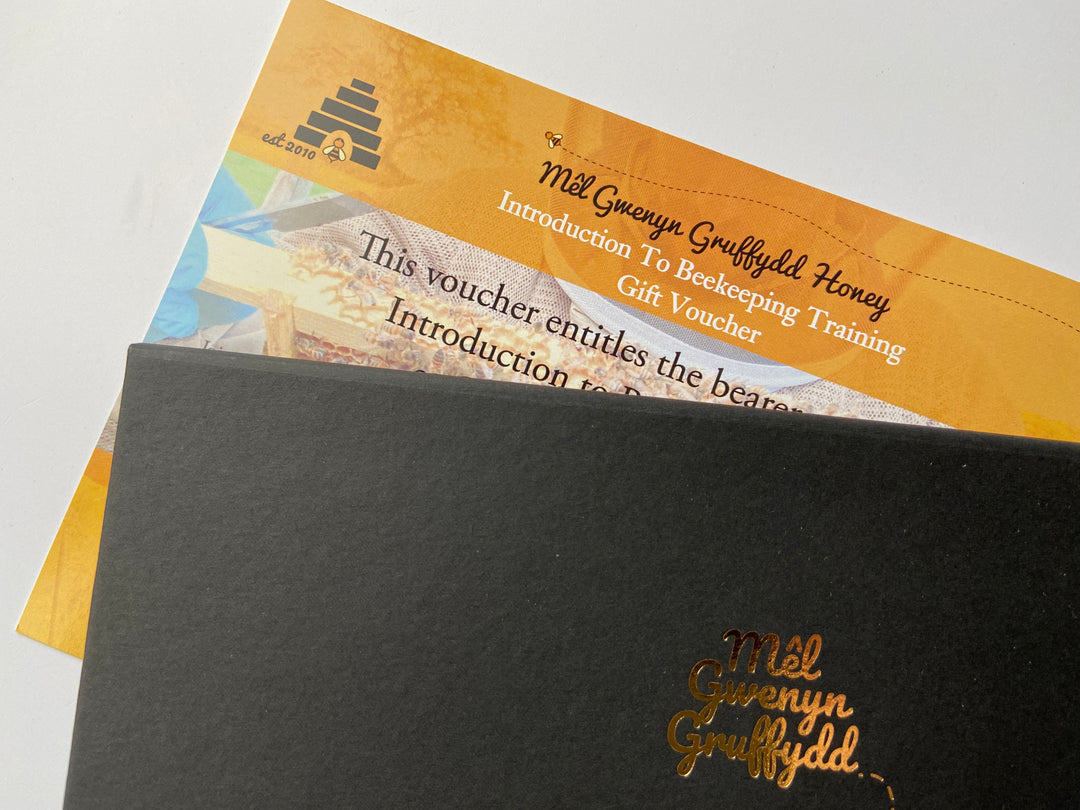 est 2010
Mêl Gwenyn Gruffydd Honey
Introduction To Beekeeping Training
Gift Voucher
This voucher entitles the bearer
Introduction to
Mêl
Gwenyn
Gruffydd